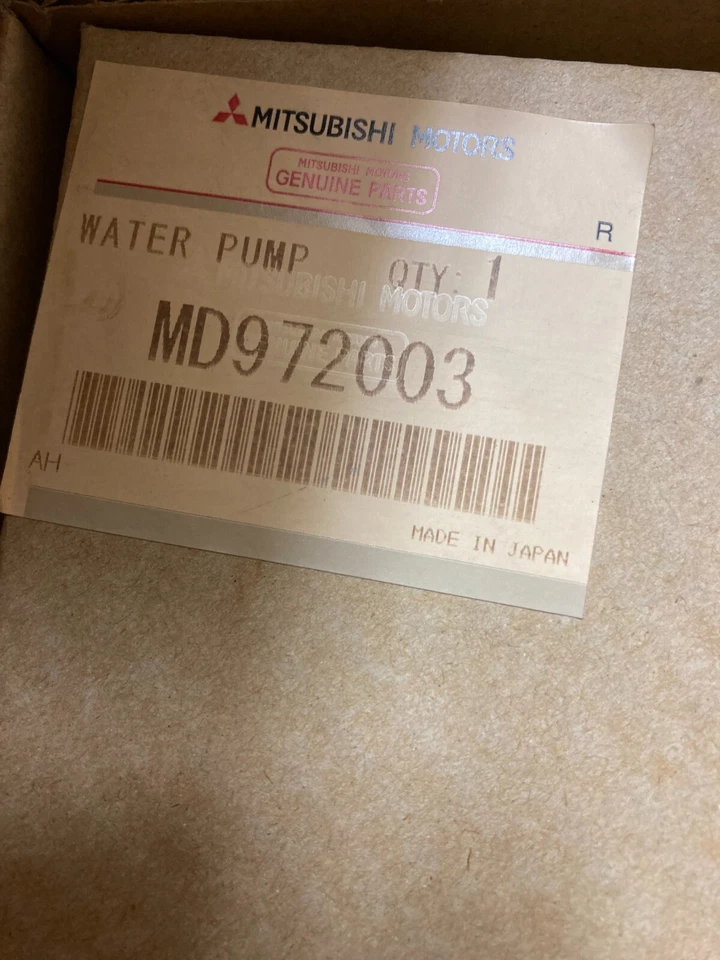 MITSUBISHI MOTORS
MITSUBISHI MOTORS
GENUINE PARTS
R
WATER PUMP QTY: 1
MITSUBISHI MOTORS
MD972003
AH
MADE IN JAPAN